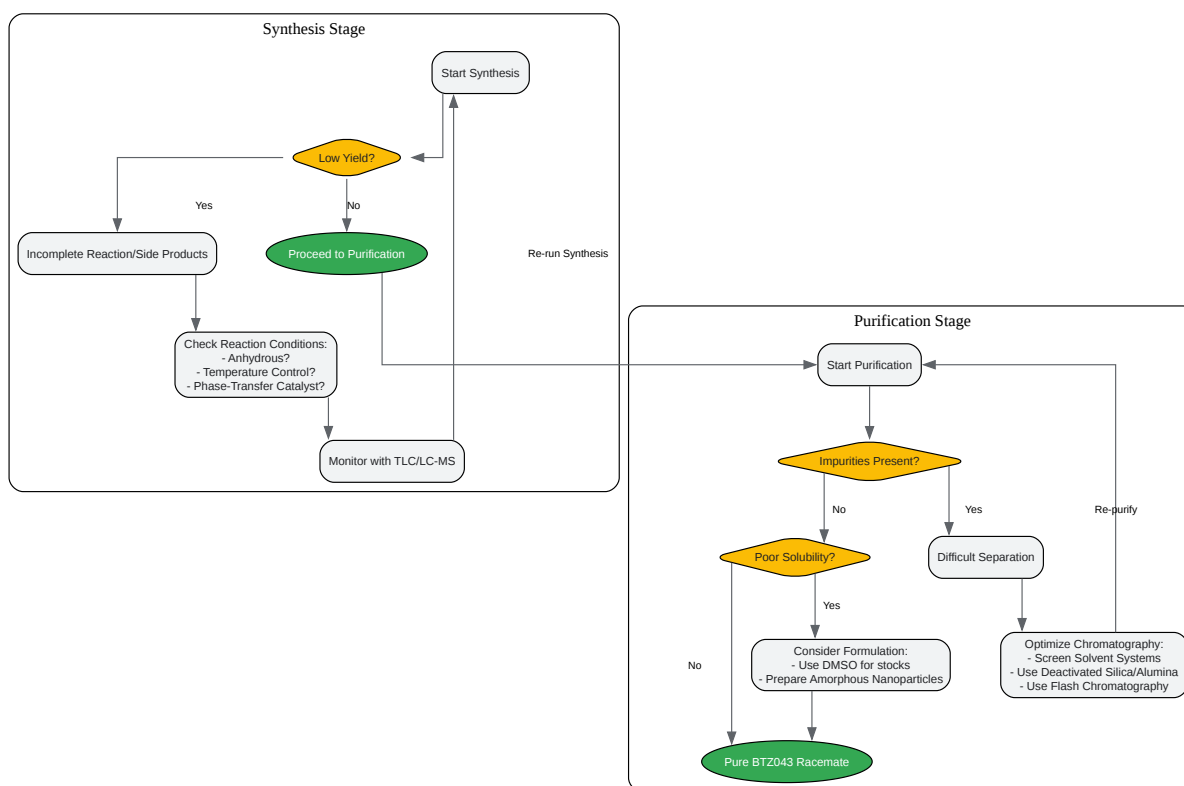 Synthesis Stage
Start Synthesis
Low Yield?
Yes
No
Incomplete Reaction/Side Products
Proceed to Purification
Re-run Synthesis
Check Reaction Conditions:
- Anhydrous?
- Temperature Control?
- Phase-Transfer Catalyst?
Monitor with TLC/LC-MS
Purification Stage
Start Purification
Impurities Present?
No
Yes
Re-purify
Poor Solubility?
Difficult Separation
Yes
No
Consider Formulation:
- Use DMSO for stocks
- Prepare Amorphous Nanoparticles
Optimize Chromatography:
- Screen Solvent Systems
- Use Deactivated Silica/Alumina
- Use Flash Chromatography
Pure BTZ043 Racemate